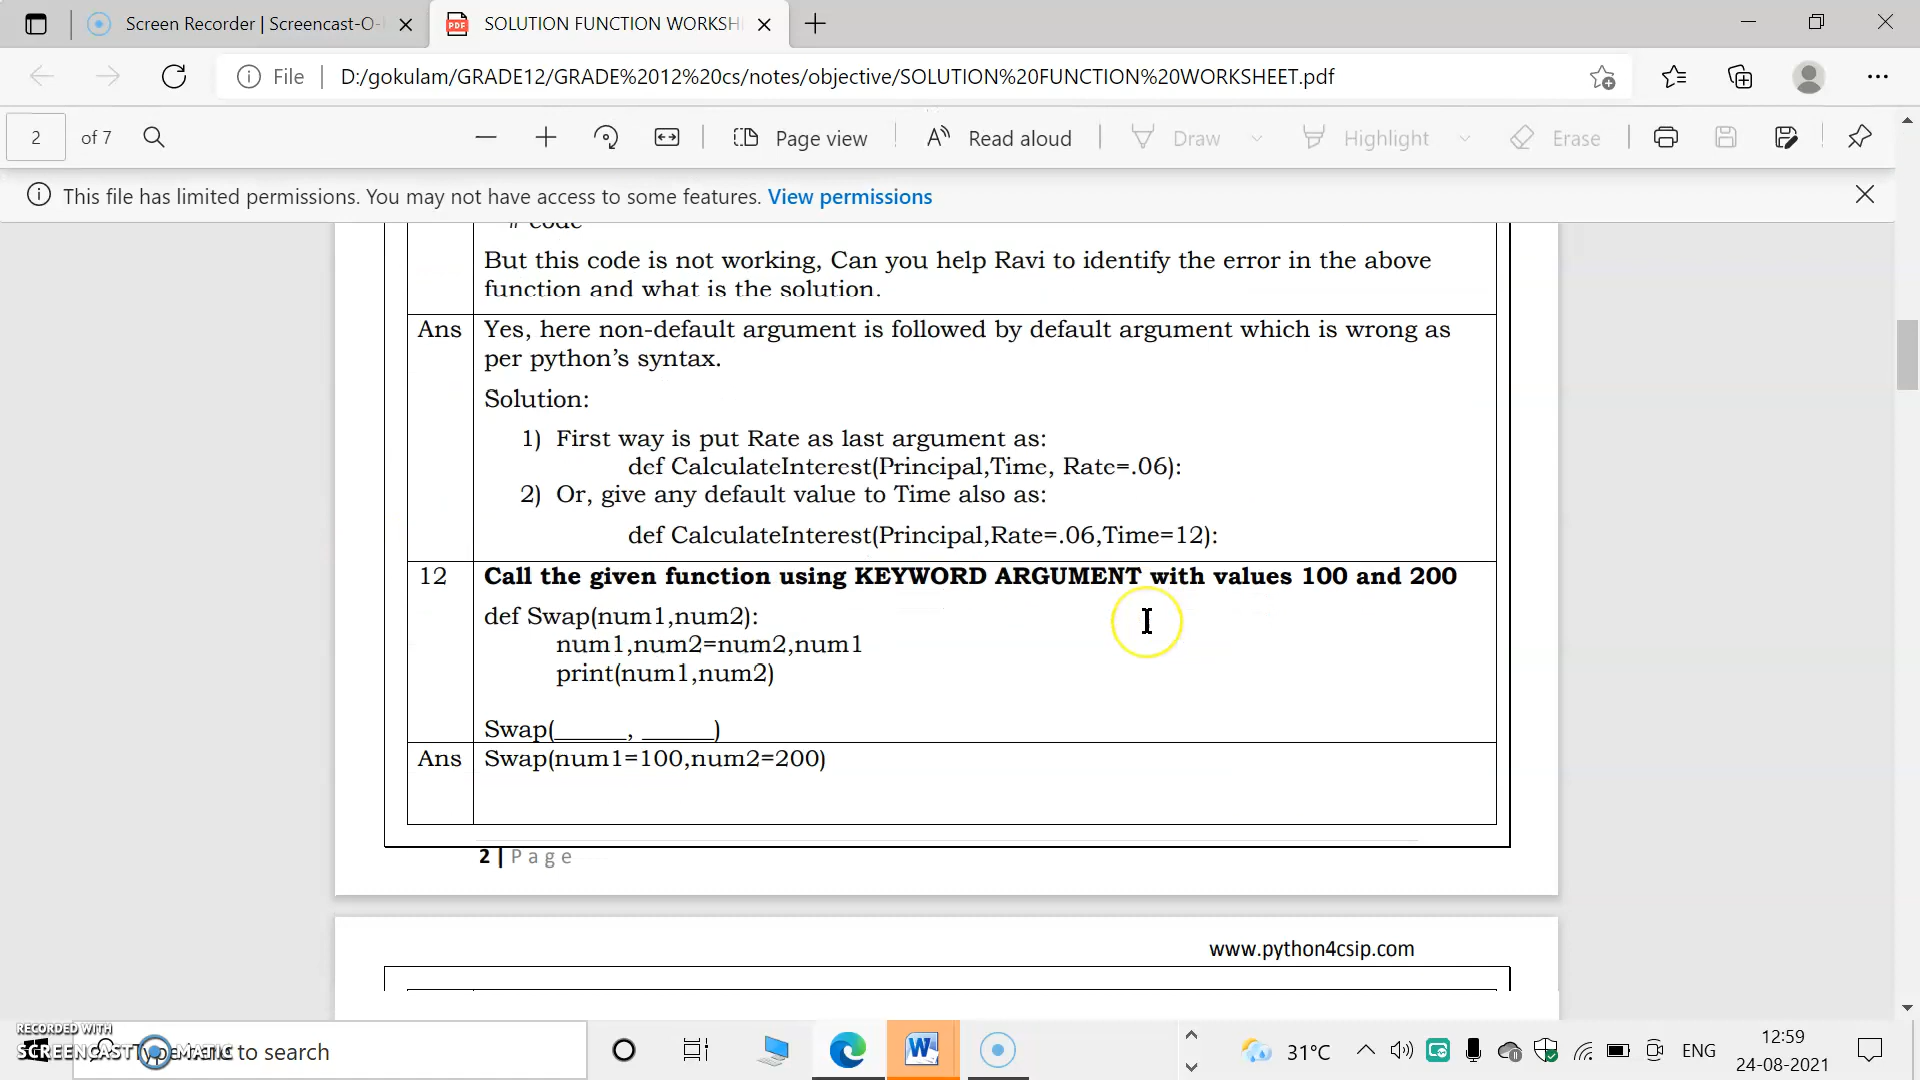 Screen Recorder | Screencast-O-
SOLUTION FUNCTION WORKSH
File
D:/gokulam/GRADE12/GRADE%2012%20cs/notes/objective/SOLUTION%20FUNCTION%20WORKSHEET.pdf
2 of 7
Page view
Read aloud
Draw
Highlight
Erase
This file has limited permissions. You may not have access to some features. View permissions
# code
But this code is not working, Can you help Ravi to identify the error in the above
function and what is the solution.
Ans Yes, here non-default argument is followed by default argument which is wrong as
per python's syntax.
Solution:
1) First way is put Rate as last argument as:
def CalculateInterest(Principal,Time, Rate=.06):
2) Or, give any default value to Time also as:
def CalculateInterest(Principal,Rate=.06,Time=12):
12 Call the given function using KEYWORD ARGUMENT with values 100 and 200
def Swap(num1,num2):
num1,num2=num2,num1
print(num1,num2)
Swap(______, ______)
Ans Swap(num1=100,num2=200)
2 | Page
www.python4csip.com
RECORDED WITH
SCREENCAST MATIC
to search
31°C
ENG
12:59
24-08-2021